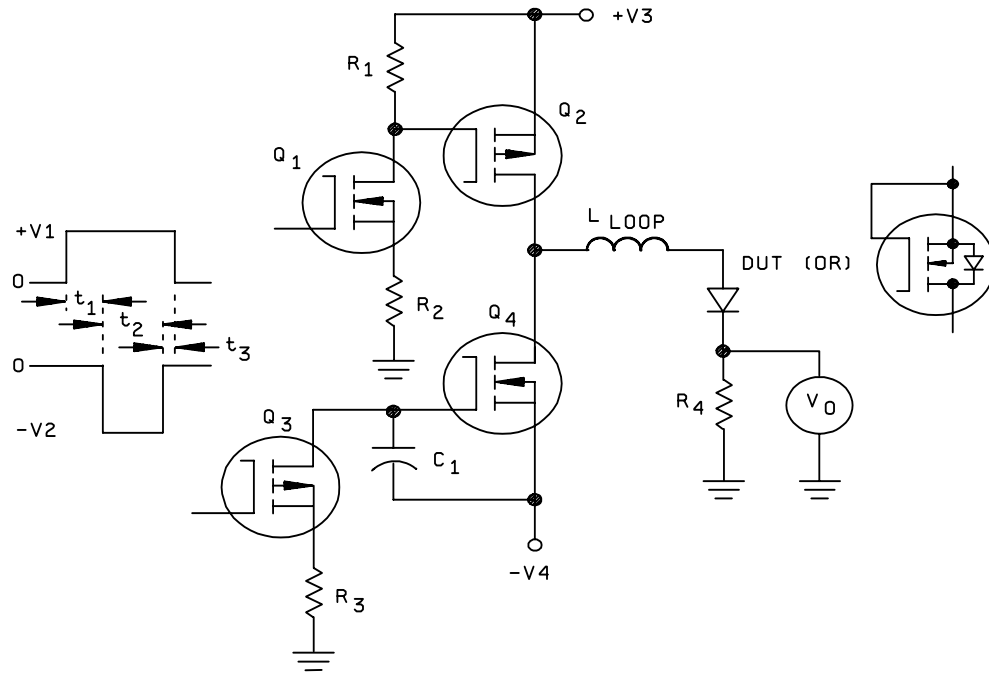 +V3
R1
Q2
Q1
L LOOP
+V1
0
DUT (OR)
t1
R2
t2
Q4
t3
0
R4
VO
-V2
Q3
C1
-V4
R3